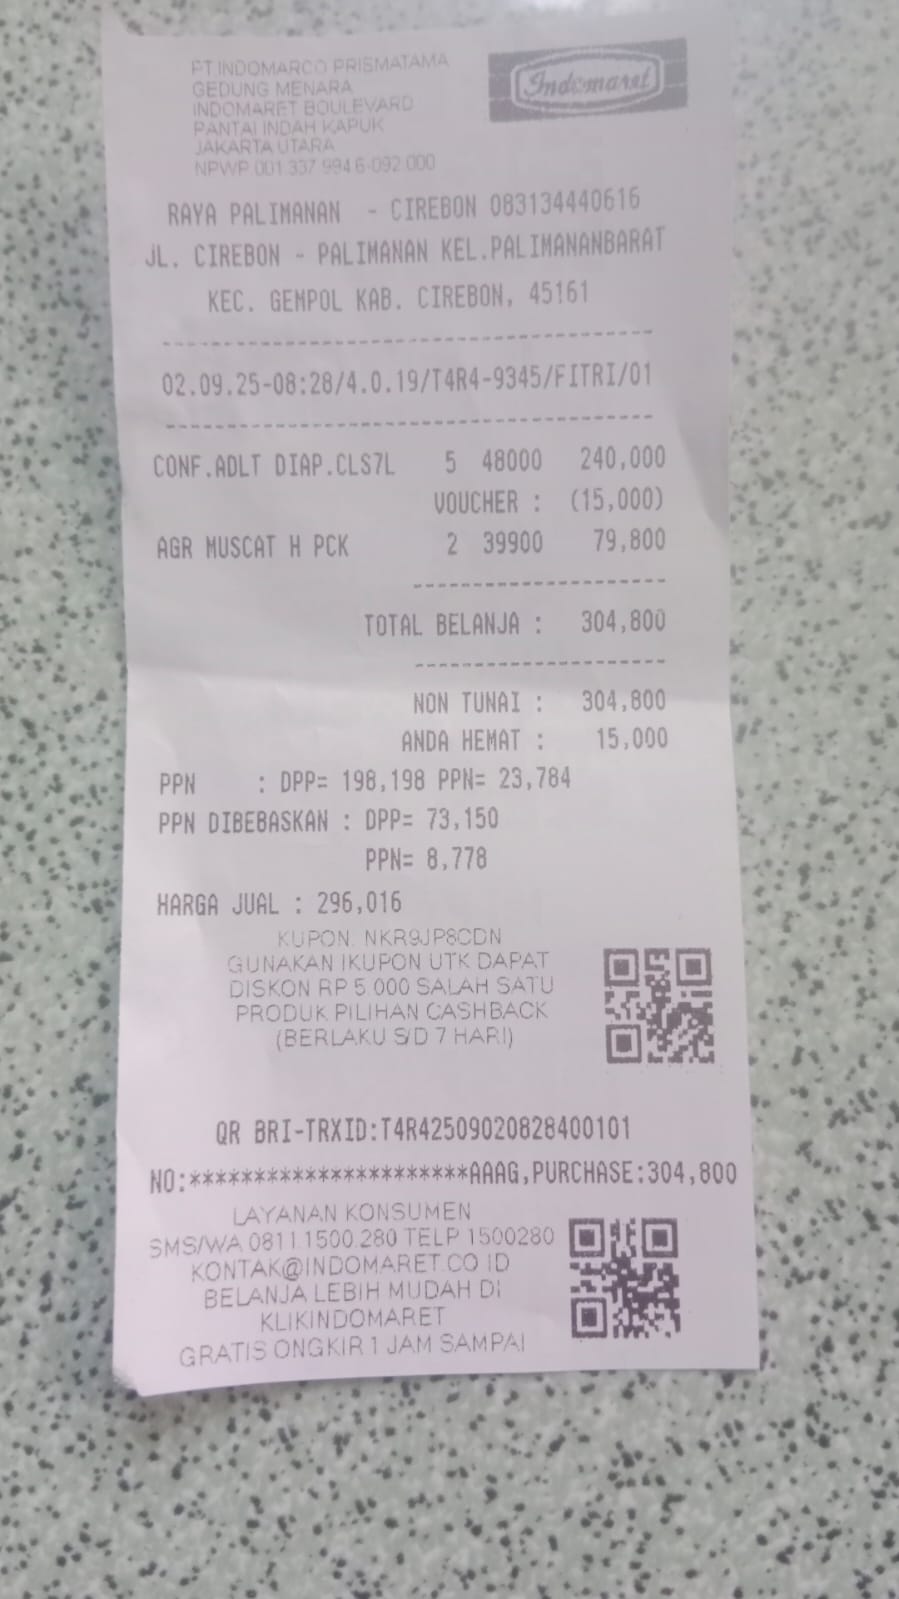 PT.INDOMARCO PRISMATAMA
GEDUNG MENARA
INDOMARET BOULEVARD
PANTAI INDAH KAPUK
JAKARTA UTARA
NPWP 001.337.994.6-092.000
Indomaret
RAYA PALIMANAN - CIREBON 083134440616
JL. CIREBON - PALIMANAN KEL.PALIMANANBARAT
KEC. GEMPOL KAB. CIREBON, 45161
02.09.25-08:28/4.0.19/T4R4-9345/FITRI/01
CONF.ADLT DIAP.CLS7L 5 48000 240,000
VOUCHER : (15,000)
AGR MUSCAT H PCK 2 39900 79,800
TOTAL BELANJA : 304,800
NON TUNAI : 304,800
ANDA HEMAT : 15,000
PPN : DPP= 198,198 PPN= 23,784
PPN DIBEBASKAN : DPP= 73,150
PPN= 8,778
HARGA JUAL : 296,016
KUPON: NKR9JP8CDN
GUNAKAN IKUPON UTK DAPAT
DISKON RP 5.000 SALAH SATU
PRODUK PILIHAN CASHBACK
(BERLAKU S/D 7 HARI)
QR BRI-TRXID:T4R42509020828400101
NO:***********************AAAG,PURCHASE:304,800
LAYANAN KONSUMEN
SMS/WA 0811.1500.280 TELP 1500280
KONTAK@INDOMARET.CO.ID
BELANJA LEBIH MUDAH DI
KLIKINDOMARET
GRATIS ONGKIR 1 JAM SAMPAI